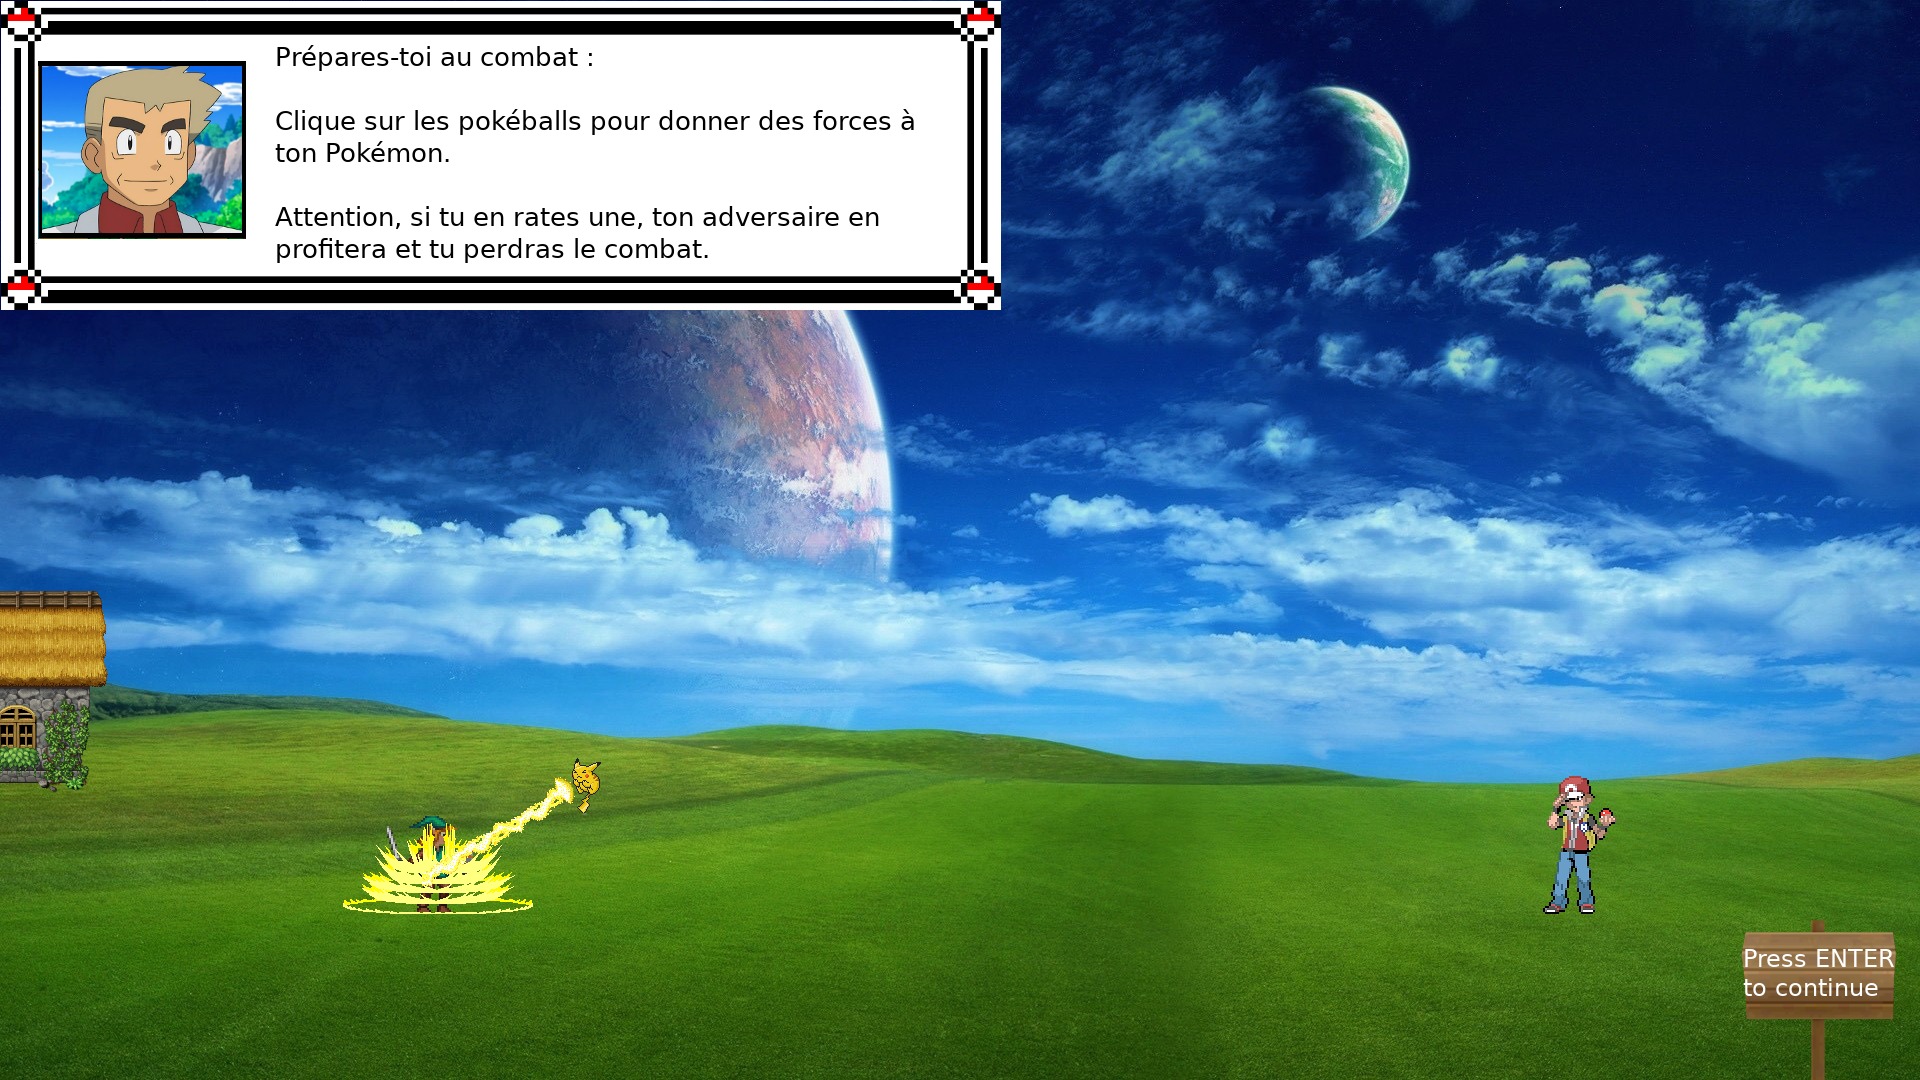 Prépares-toi au combat :
Clique sur les pokéballs pour donner des forces à
ton Pokémon.
Attention, si tu en rates une, ton adversaire en
profitera et tu perdras le combat.
Press ENTER
to continue